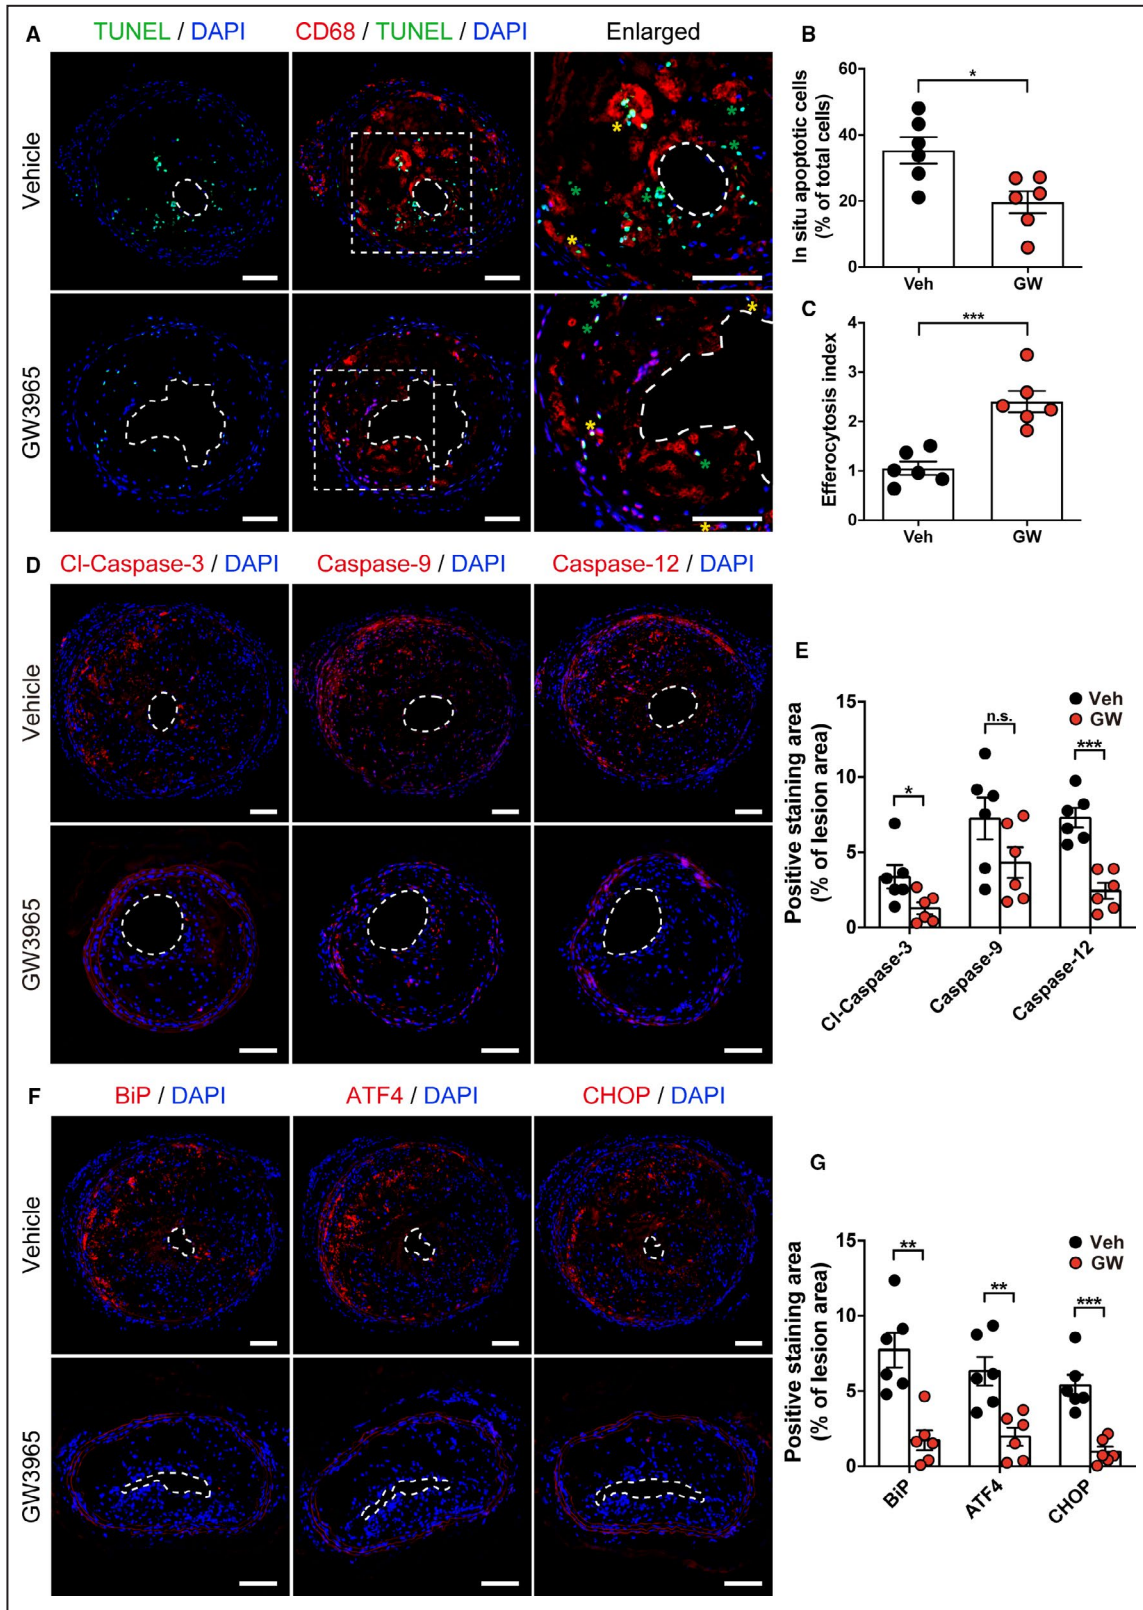 A
TUNEL / DAPI
CD68 / TUNEL / DAPI
Enlarged
Vehicle
GW3965
*
*
*
*
*
*
*
*
*
*
*
B
In situ apoptotic cells
(% of total cells)
60
40
20
0
*
Veh
GW
C
Efferocytosis index
4
3
2
1
0
***
Veh
GW
D
Cl-Caspase-3 / DAPI
Caspase-9 / DAPI
Caspase-12 / DAPI
Vehicle
GW3965
E
Positive staining area
(% of lesion area)
15
10
5
0
Veh
GW
*
n.s.
***
Cl-Caspase-3
Caspase-9
Caspase-12
F
BiP / DAPI
ATF4 / DAPI
CHOP / DAPI
Vehicle
GW3965
G
Positive staining area
(% of lesion area)
15
10
5
0
Veh
GW
**
**
***
BiP
ATF4
CHOP